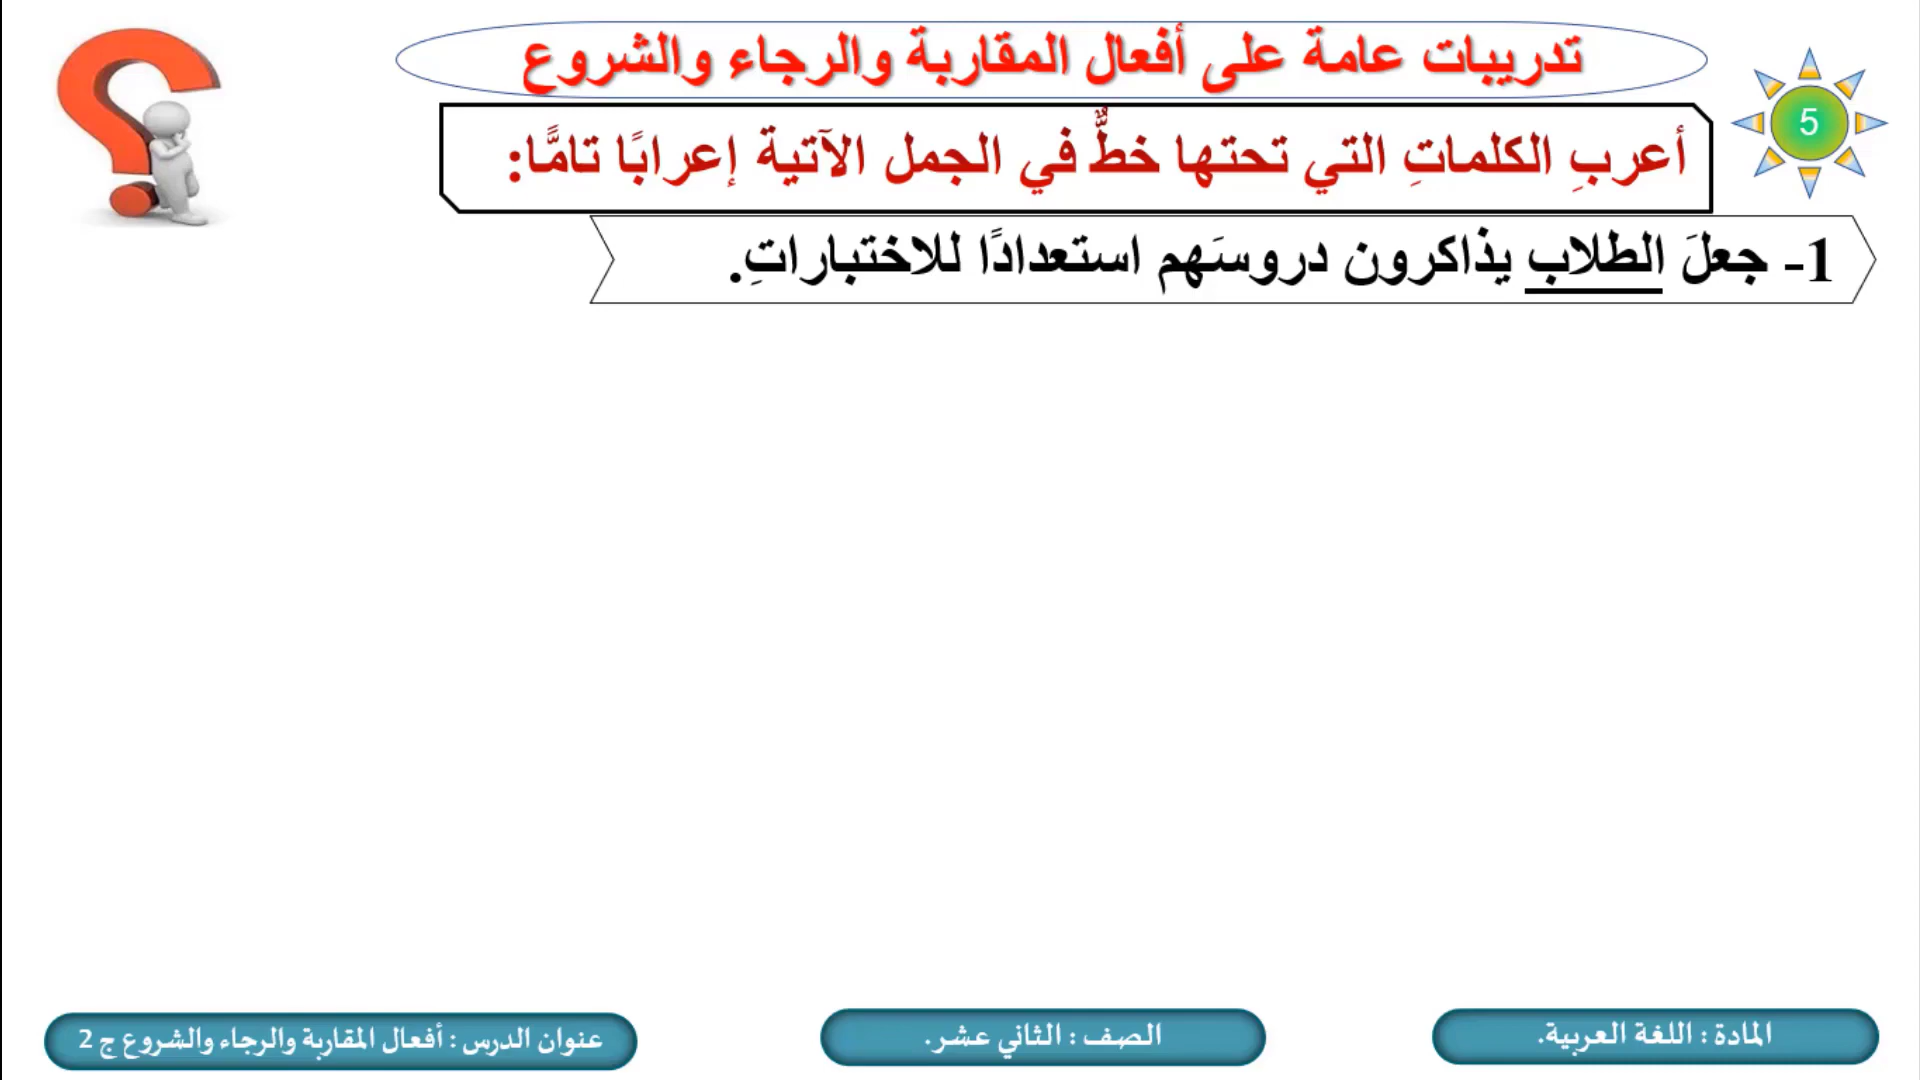 تدريبات عامة على أفعال المقاربة والرجاء والشروع
5
أعربِ الكلماتِ التي تحتها خطٌّ في الجمل الآتية إعرابًا تامًّا:
1- جعلَ الطلاب يذاكرون دروسَهم استعدادًا للاختباراتِ.
المادة : اللغة العربية.
الصف : الثاني عشر.
عنوان الدرس : أفعال المقاربة والرجاء والشروع ج 2